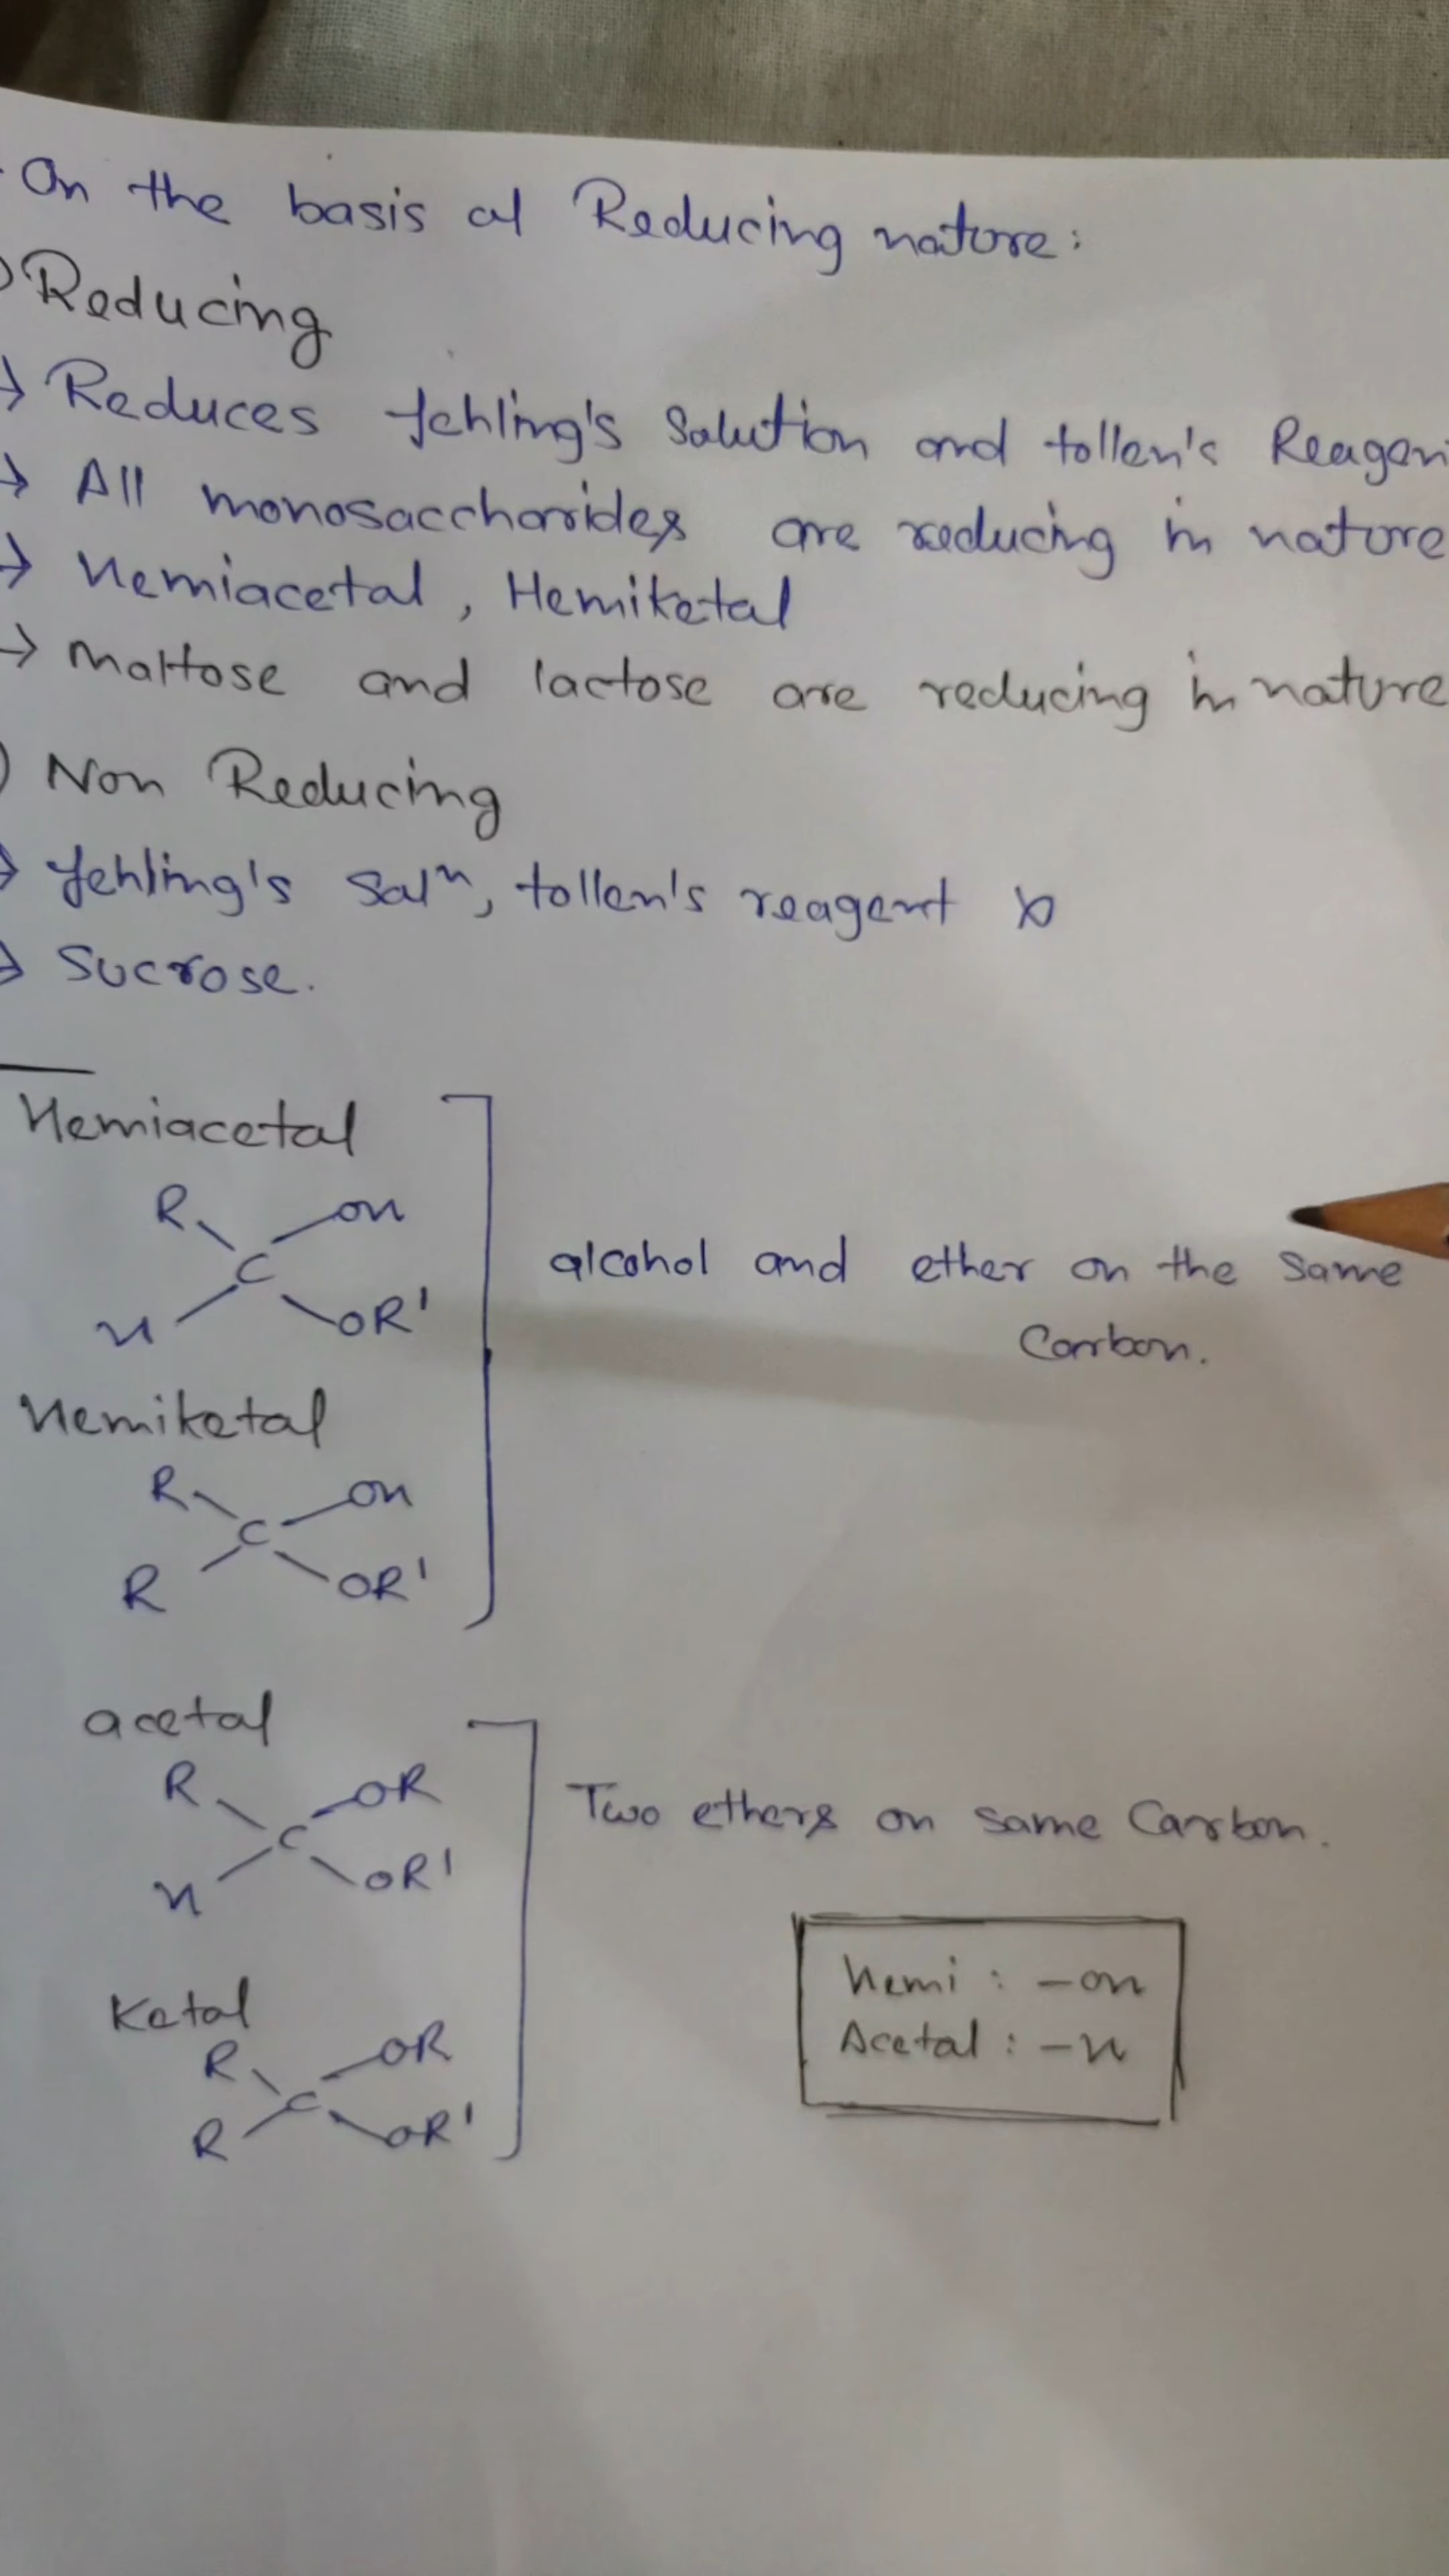 On the basis of Reducing nature:
Reducing
→ Reduces fehling's Solution and tollen's Reagen
→ All monosaccharides are reducing in nature
→ Hemiacetal, Hemiketal
→ Maltose and lactose are reducing in nature
) Non Reducing
→ fehling's Solⁿ, tollen's reagent x
→ Sucrose.
Hemiacetal
R OH
C
H OR'
alcohol and ether on the same
Carbon.
Hemiketal
R OH
C
R OR'
acetal
R OR
C
H OR'
Two ethers on same Carbon.
Ketal
R OR
C
R OR'
Hemi : -OH
Acetal : -H